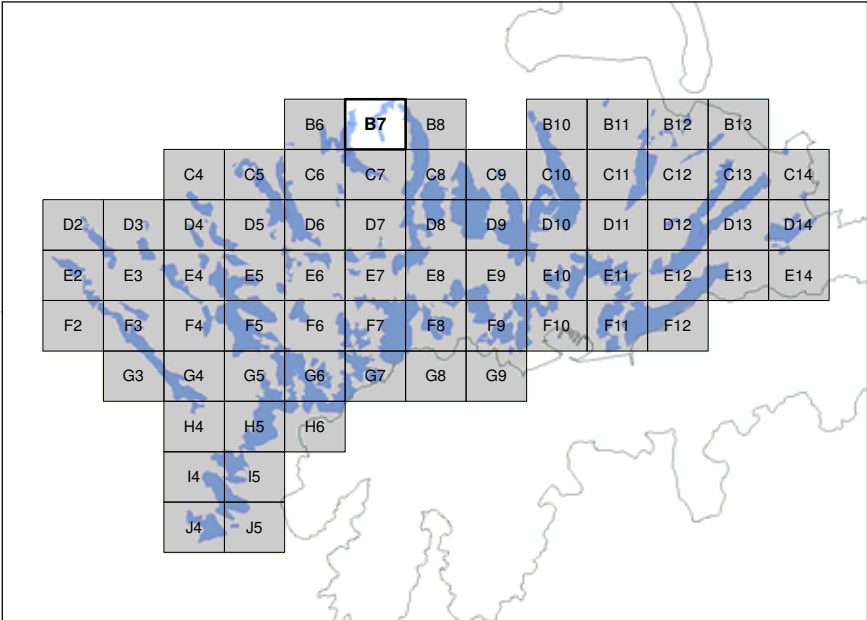 B6 B7 B8 B10 B11 B12 B13
C4 C5 C6 C7 C8 C9 C10 C11 C12 C13 C14
D2 D3 D4 D5 D6 D7 D8 D9 D10 D11 D12 D13 D14
E2 E3 E4 E5 E6 E7 E8 E9 E10 E11 E12 E13 E14
F2 F3 F4 F5 F6 F7 F8 F9 F10 F11 F12
G3 G4 G5 G6 G7 G8 G9
H4 H5 H6
I4 I5
J4 J5